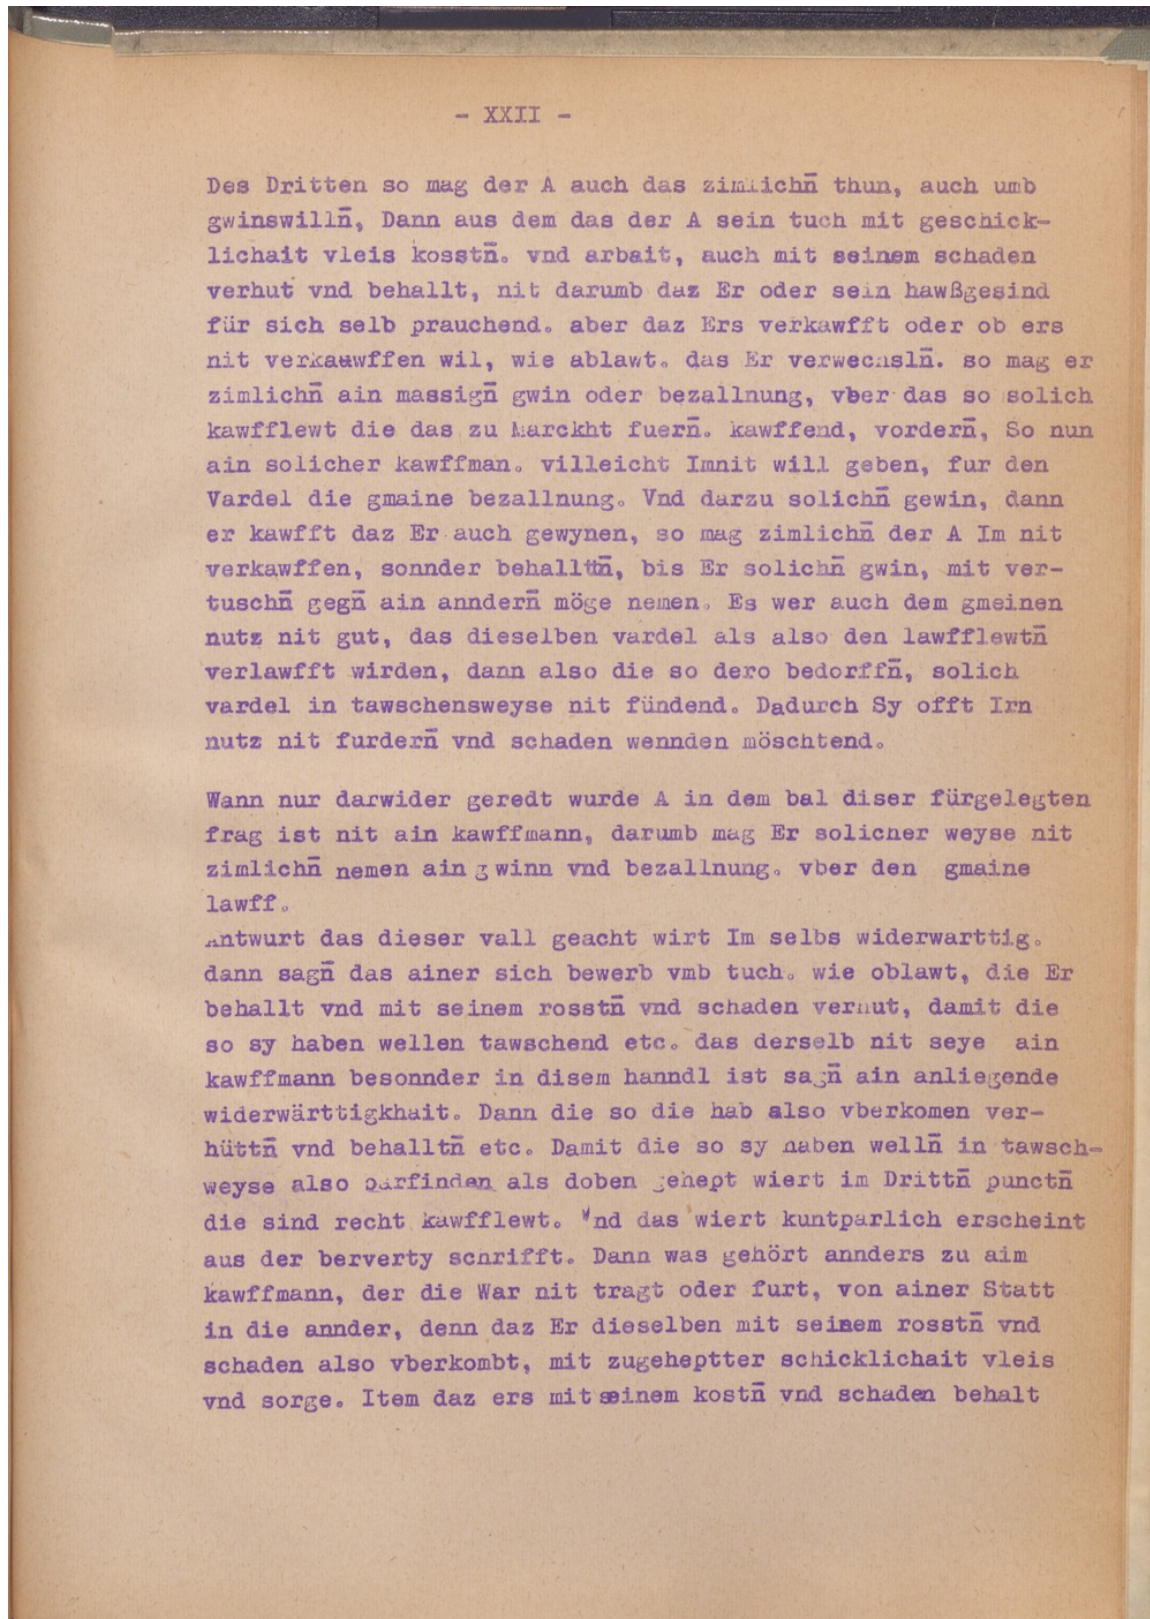 - XXII -
Des Dritten so mag der A auch das zimlichn̄ thun, auch umb
gwinswilln̄, Dann aus dem das der A sein tuch mit geschick-
lichait vleis kosstn̄. vnd arbait, auch mit seinem schaden
verhut vnd behallt, nit darumb daz Er oder sein hawßgesind
für sich selb prauchend. aber daz Ers verkawfft oder ob ers
nit verkauwffen wil, wie ablawt. das Er verwechsln̄. so mag er
zimlichn̄ ain massign̄ gwin oder bezallnung, vber das so solich
kawfflewt die das zu Marckht fuern̄. kawffend, vordern̄, So nun
ain solicher kawffman. villeicht Imnit will geben, fur den
Vardel die gmaine bezallnung. Vnd darzu solichn̄ gewin, dann
er kawfft daz Er auch gewynen, so mag zimlichn̄ der A Im nit
verkawffen, sonnder behalltn̄, bis Er solichn̄ gwin, mit ver-
tuschn̄ gegn̄ ain anndern̄ möge nemen. Es wer auch dem gmeinen
nutz nit gut, das dieselben vardel als also den lawfflewtn̄
verlawfft wirden, dann also die so dero bedorffn̄, solich
vardel in tawschensweyse nit fündend. Dadurch Sy offt Irn
nutz nit furdern̄ vnd schaden wennden möschtend.
Wann nur darwider geredt wurde A in dem bal diser fürgelegten
frag ist nit ain kawffmann, darumb mag Er solicher weyse nit
zimlichn̄ nemen ain gwinn vnd bezallnung. vber den gmaine
lawff.
Antwurt das dieser vall geacht wirt Im selbs widerwarttig.
dann sagn̄ das ainer sich bewerb vmb tuch. wie oblawt, die Er
behallt vnd mit seinem rosstn̄ vnd schaden verhut, damit die
so sy haben wellen tawschend etc. das derselb nit seye ain
kawffmann besonnder in disem hanndl ist sagn̄ ain anliegende
widerwärttigkhait. Dann die so die hab also vberkomen ver-
hüttn̄ vnd behalltn̄ etc. Damit die so sy haben welln̄ in tawsch-
weyse also parfinden als doben gehept wiert im Drittn̄ punctn̄
die sind recht kawfflewt. Vnd das wiert kuntparlich erscheint
aus der berverty schrifft. Dann was gehört annders zu aim
kawffmann, der die War nit tragt oder furt, von ainer Statt
in die annder, denn daz Er dieselben mit seinem rosstn̄ vnd
schaden also vberkombt, mit zugeheptter schicklichait vleis
vnd sorge. Item daz ers mit seinem kostn̄ vnd schaden behalt